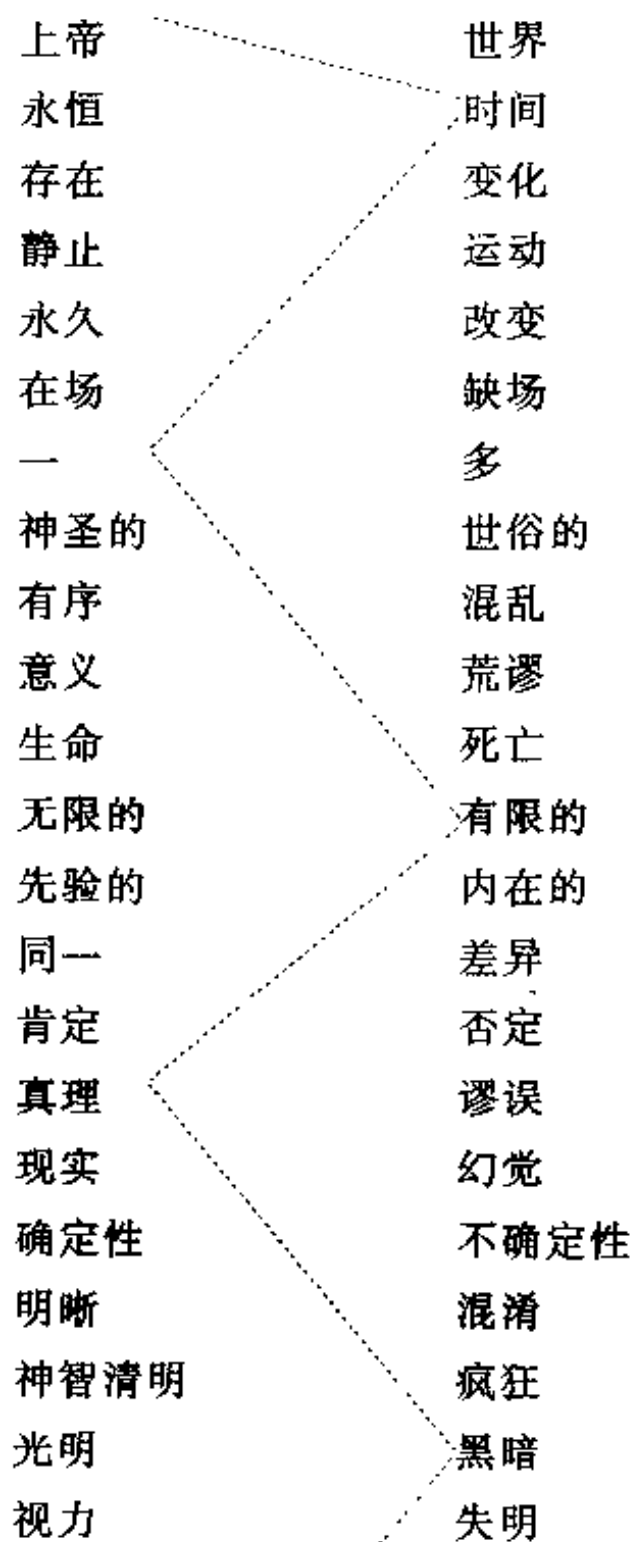 上帝 世界
永恒 时间
存在 变化
静止 运动
永久 改变
在场 缺场
一 多
神圣的 世俗的
有序 混乱
意义 荒谬
生命 死亡
无限的 有限的
先验的 内在的
同一 差异
肯定 否定
真理 谬误
现实 幻觉
确定性 不确定性
明晰 混淆
神智清明 疯狂
光明 黑暗
视力 失明